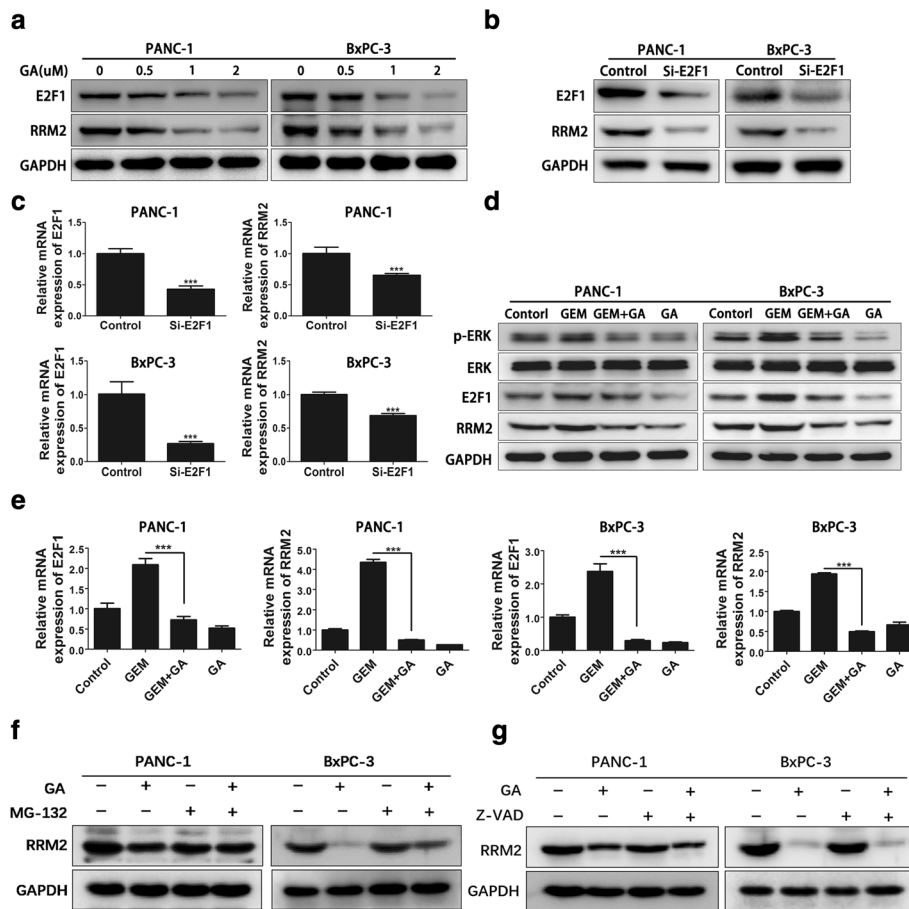 a
PANC-1 BxPC-3
GA(uM) 0 0.5 1 2 0 0.5 1 2
E2F1
RRM2
GAPDH
b
PANC-1 BxPC-3
Control Si-E2F1 Control Si-E2F1
E2F1
RRM2
GAPDH
c
PANC-1
Relative mRNA
expression of E2F1
1.5
1.0
0.5
0.0
***
Control Si-E2F1
PANC-1
Relative mRNA
expression of RRM2
1.5
1.0
0.5
0.0
***
Control Si-E2F1
BxPC-3
Relative mRNA
expression of E2F1
1.5
1.0
0.5
0.0
***
Control Si-E2F1
BxPC-3
Relative mRNA
expression of RRM2
1.5
1.0
0.5
0.0
***
Control Si-E2F1
d
PANC-1 BxPC-3
Contorl GEM GEM+GA GA Control GEM GEM+GA GA
p-ERK
ERK
E2F1
RRM2
GAPDH
e
PANC-1
Relative mRNA
expression of E2F1
2.5
2.0
1.5
1.0
0.5
0.0
***
Control GEM GEM+GA GA
PANC-1
Relative mRNA
expression of RRM2
5.0
4.0
3.0
2.0
1.0
0.0
***
Control GEM GEM+GA GA
BxPC-3
Relative mRNA
expression of E2F1
3.0
2.0
1.0
0.0
***
Control GEM GEM+GA GA
BxPC-3
Relative mRNA
expression of RRM2
2.5
2.0
1.5
1.0
0.5
0.0
***
Control GEM GEM+GA GA
f
PANC-1 BxPC-3
GA − + − + − + − +
MG-132 − − + + − − + +
RRM2
GAPDH
g
PANC-1 BxPC-3
GA − + − + − + − +
Z-VAD − − + + − − + +
RRM2
GAPDH